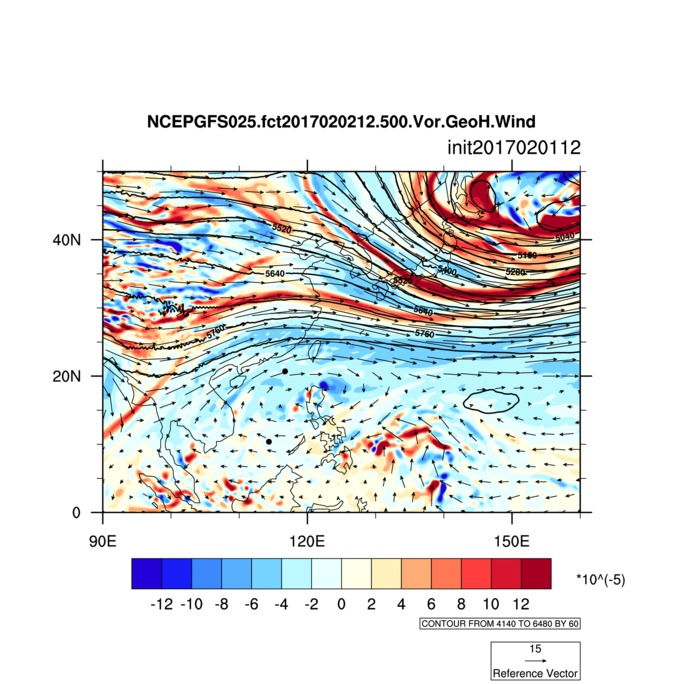 NCEPGFS025.fct2017020212.500.Vor.GeoH.Wind
init2017020112
40N
20N
0
90E 120E 150E
5520
5640
5760
5400
5280
5160
5040
5520
5640
5760
-12 -10 -8 -6 -4 -2 0 2 4 6 8 10 12
*10^(-5)
CONTOUR FROM 4140 TO 6480 BY 60
15
Reference Vector